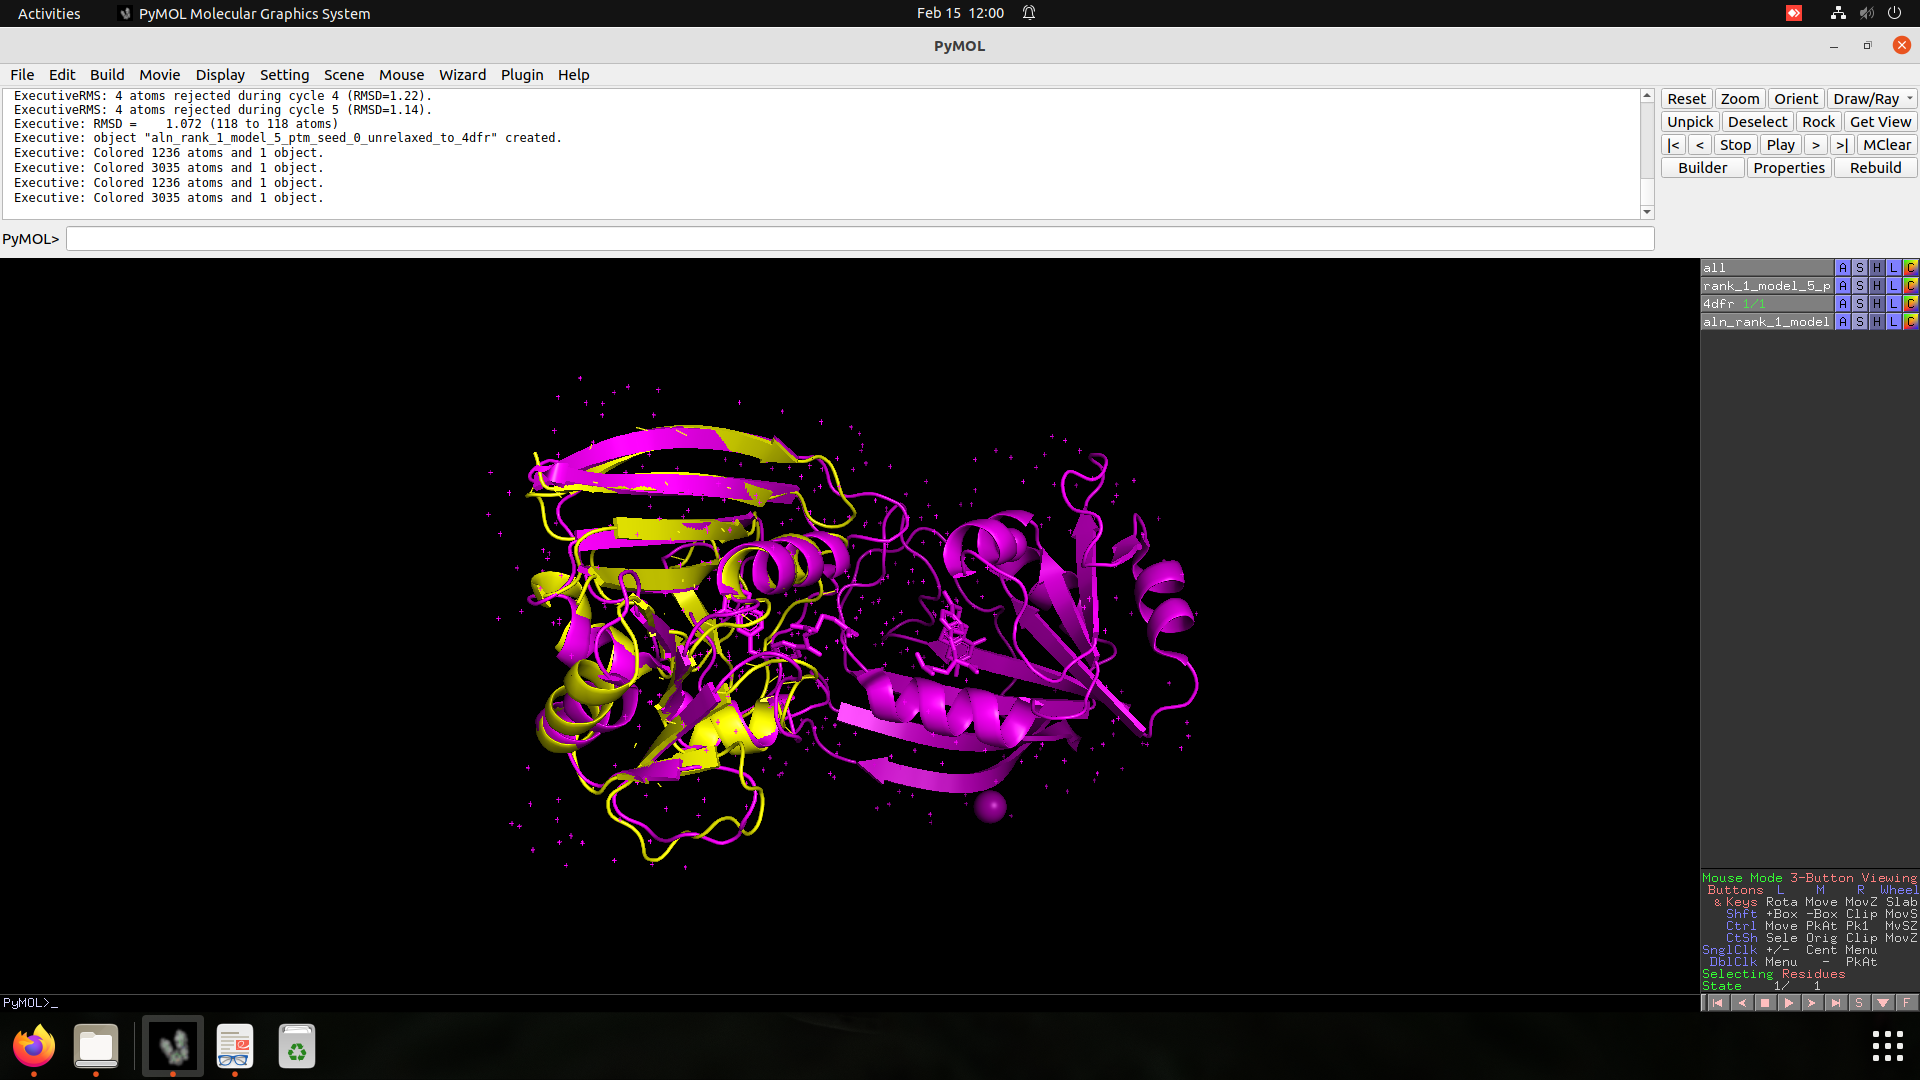 Activities PyMOL Molecular Graphics System Feb 15 12:00
PyMOL
File Edit Build Movie Display Setting Scene Mouse Wizard Plugin Help
ExecutiveRMS: 4 atoms rejected during cycle 4 (RMSD=1.22).
ExecutiveRMS: 4 atoms rejected during cycle 5 (RMSD=1.14).
Executive: RMSD =    1.072 (118 to 118 atoms)
Executive: object "aln_rank_1_model_5_ptm_seed_0_unrelaxed_to_4dfr" created.
Executive: Colored 1236 atoms and 1 object.
Executive: Colored 3035 atoms and 1 object.
Executive: Colored 1236 atoms and 1 object.
Executive: Colored 3035 atoms and 1 object.
PyMOL>
Reset Zoom Orient Draw/Ray
Unpick Deselect Rock Get View
|< < Stop Play > >| MClear
Builder Properties Rebuild
all A S H L C
rank_1_model_5_p A S H L C
4dfr 1/1 A S H L C
aln_rank_1_model A S H L C
Mouse Mode 3-Button Viewing
Buttons L M R Wheel
& Keys Rota Move MovZ Slab
Shft +Box -Box Clip MovS
Ctrl Move PkAt Pk1 MvSZ
CtSh Sele Orig Clip MovZ
SnglClk +/- Cent Menu
DblClk Menu - PkAt
Selecting Residues
State 1/ 1
PyMOL>_
S F